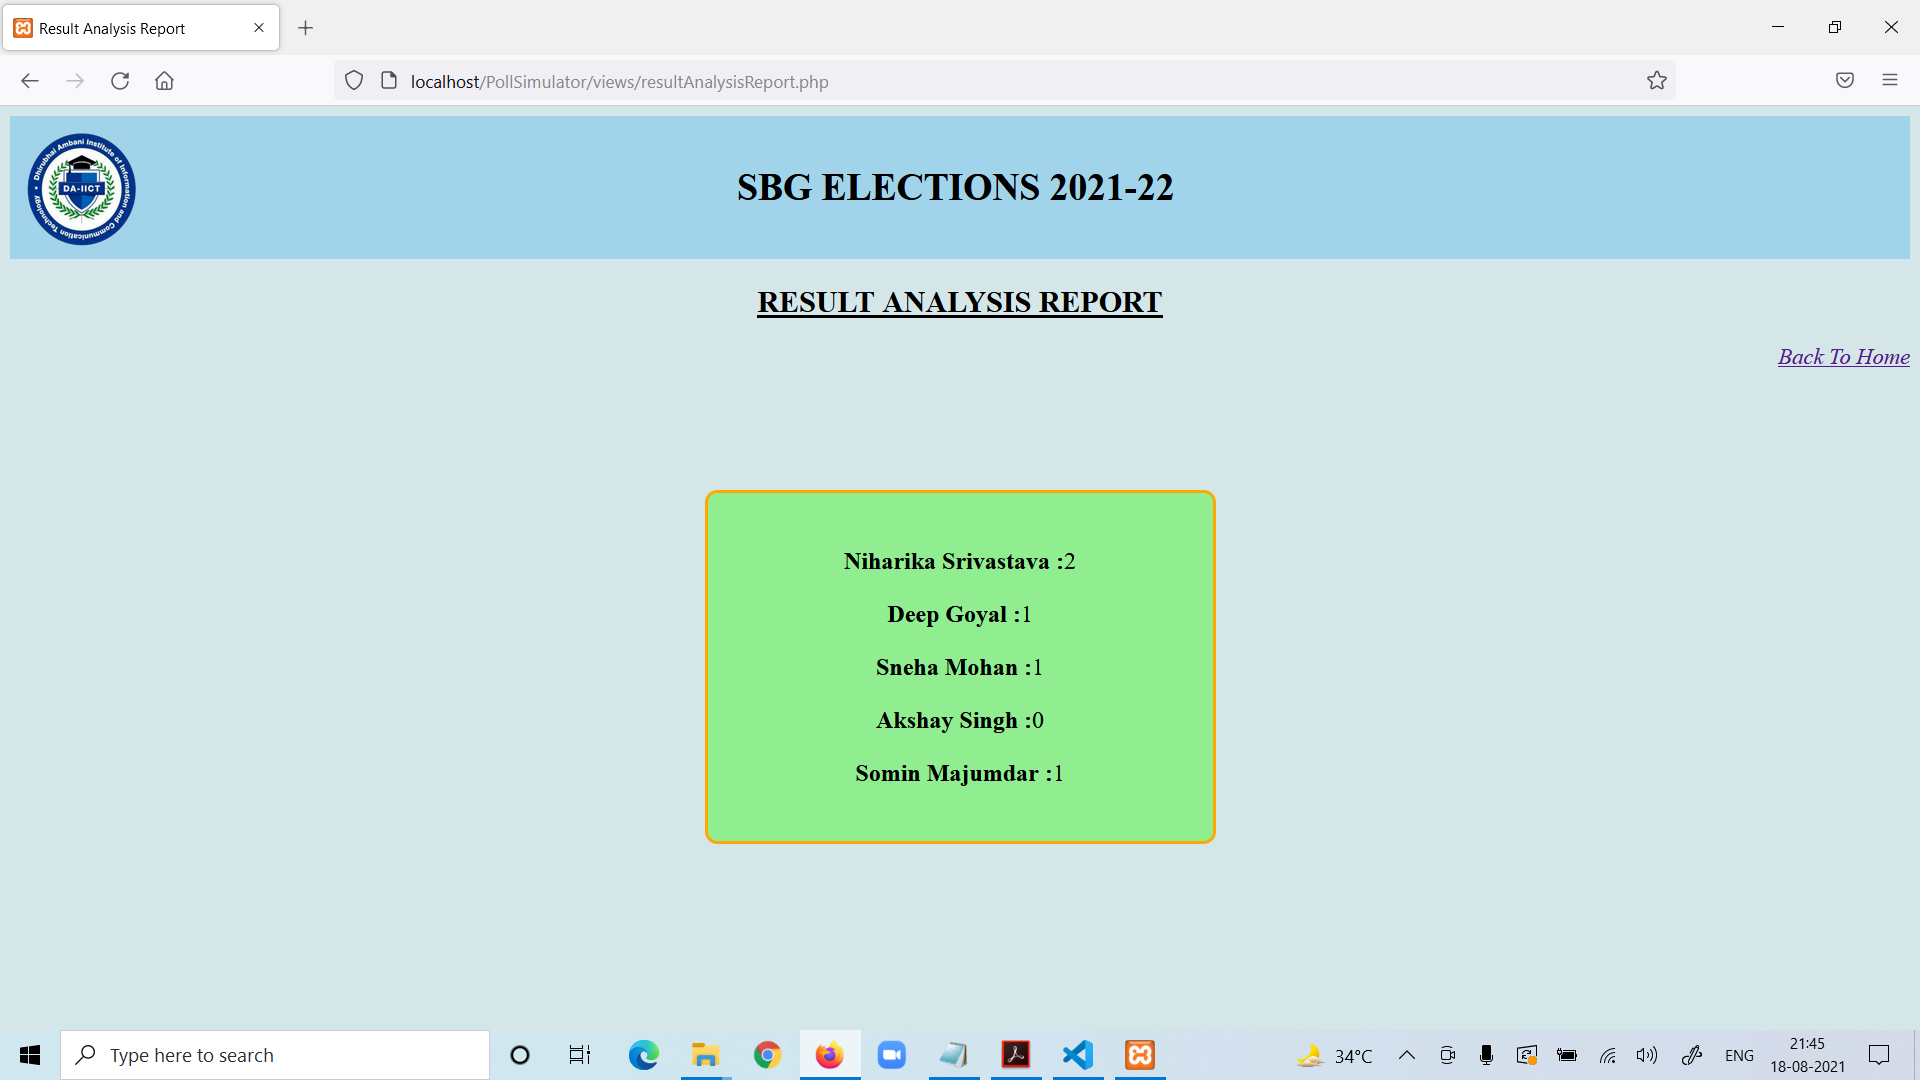 Result Analysis Report
localhost/PollSimulator/views/resultAnalysisReport.php
Dhirubhai Ambani Institute of Information and Communication Technology
DA-IICT
SBG ELECTIONS 2021-22
RESULT ANALYSIS REPORT
Back To Home
Niharika Srivastava :2
Deep Goyal :1
Sneha Mohan :1
Akshay Singh :0
Somin Majumdar :1
Type here to search
34°C
ENG
21:45
18-08-2021